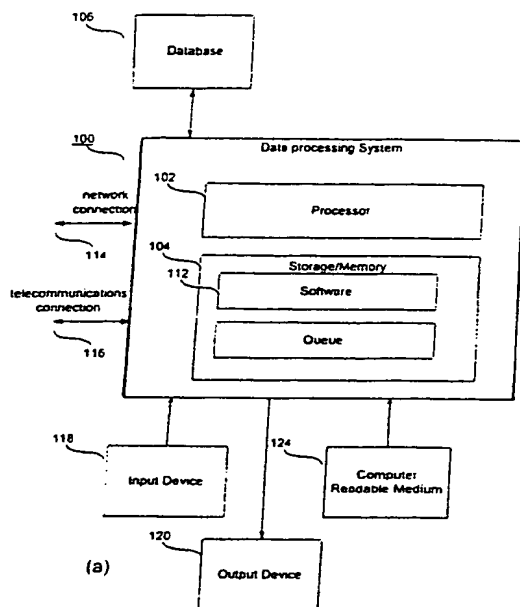 106
Database
100
Data processing System
102
Processor
network
connection
114
104
Storage/Memory
112
Software
telecommunications
connection
Queue
116
118
Input Device
124
Computer
Readable Medium
(a)
120
Output Device